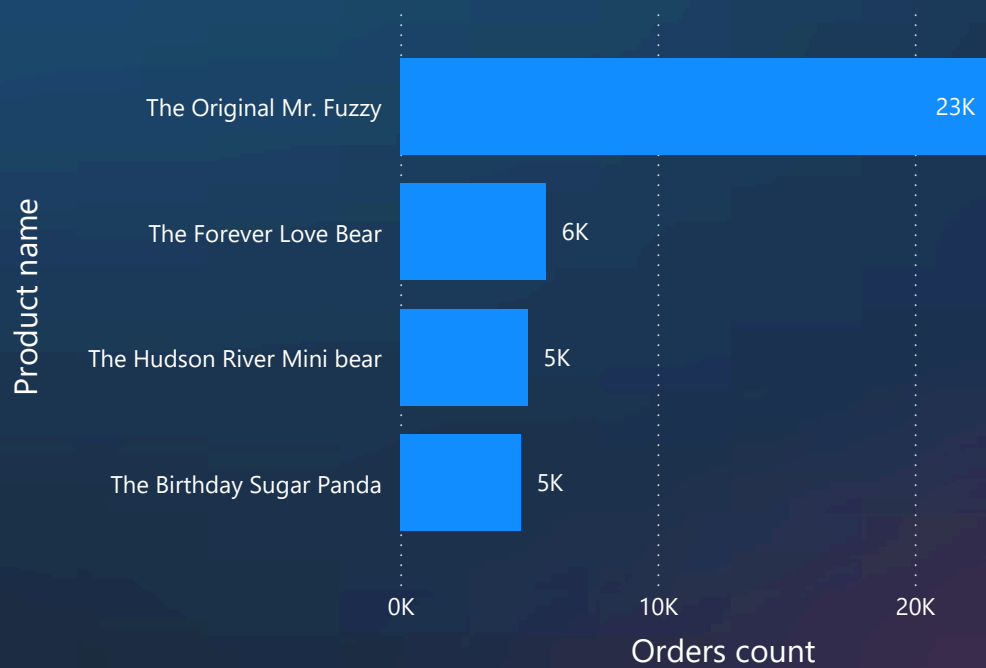 Product name
The Original Mr. Fuzzy
23K
The Forever Love Bear
6K
The Hudson River Mini bear
5K
The Birthday Sugar Panda
5K
0K
10K
20K
Orders count